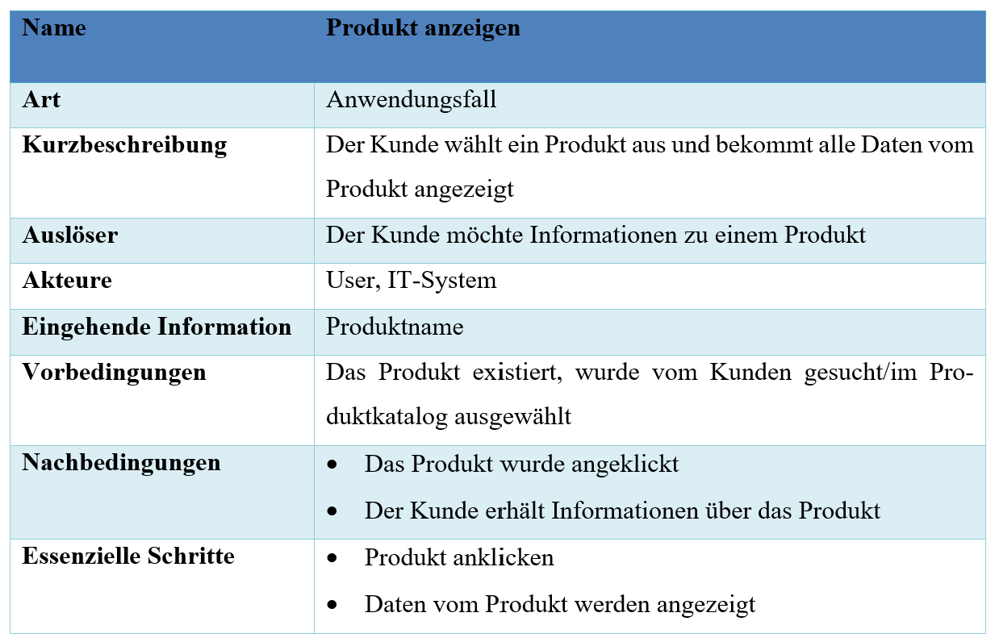 Name Produkt anzeigen
Art Anwendungsfall
Kurzbeschreibung Der Kunde wählt ein Produkt aus und bekommt alle Daten vom
Produkt angezeigt
Auslöser Der Kunde möchte Informationen zu einem Produkt
Akteure User, IT-System
Eingehende Information Produktname
Vorbedingungen Das Produkt existiert, wurde vom Kunden gesucht/im Pro-
duktkatalog ausgewählt
Nachbedingungen • Das Produkt wurde angeklickt
• Der Kunde erhält Informationen über das Produkt
Essenzielle Schritte • Produkt anklicken
• Daten vom Produkt werden angezeigt